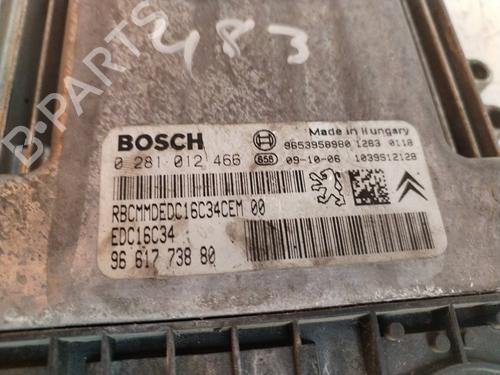 483
BOSCH
Made in Hungary
9653958980 1283 0118
0 281 012 466 658 09-10-06 1039S12128
RBCMMDEDC16C34CEM 00
EDC16C34
96 617 738 80
B-PARTS